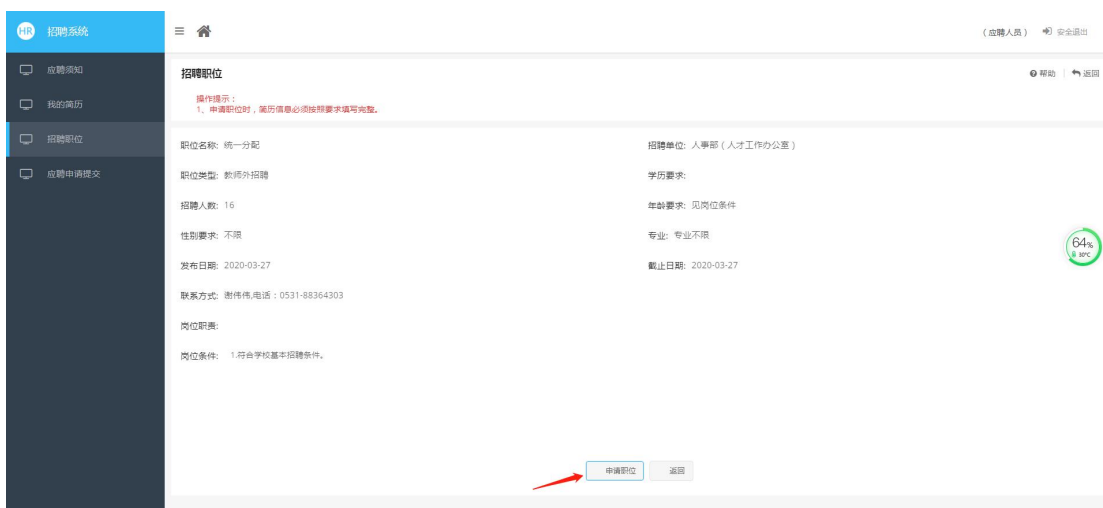 HR 招聘系统
（应聘人员） 安全退出
应聘须知
我的简历
招聘职位
应聘申请提交
招聘职位
帮助 返回
操作提示：
1、申请职位时，简历信息必须按照要求填写完整。
职位名称: 统一分配 招聘单位: 人事部（人才工作办公室）
职位类型: 教师外招聘 学历要求:
招聘人数: 16 年龄要求: 见岗位条件
性别要求: 不限 专业: 专业不限
发布日期: 2020-03-27 截止日期: 2020-03-27
联系方式: 谢伟伟,电话：0531-88364303
岗位职责:
岗位条件: 1.符合学校基本招聘条件。
64%
30°C
申请职位 返回